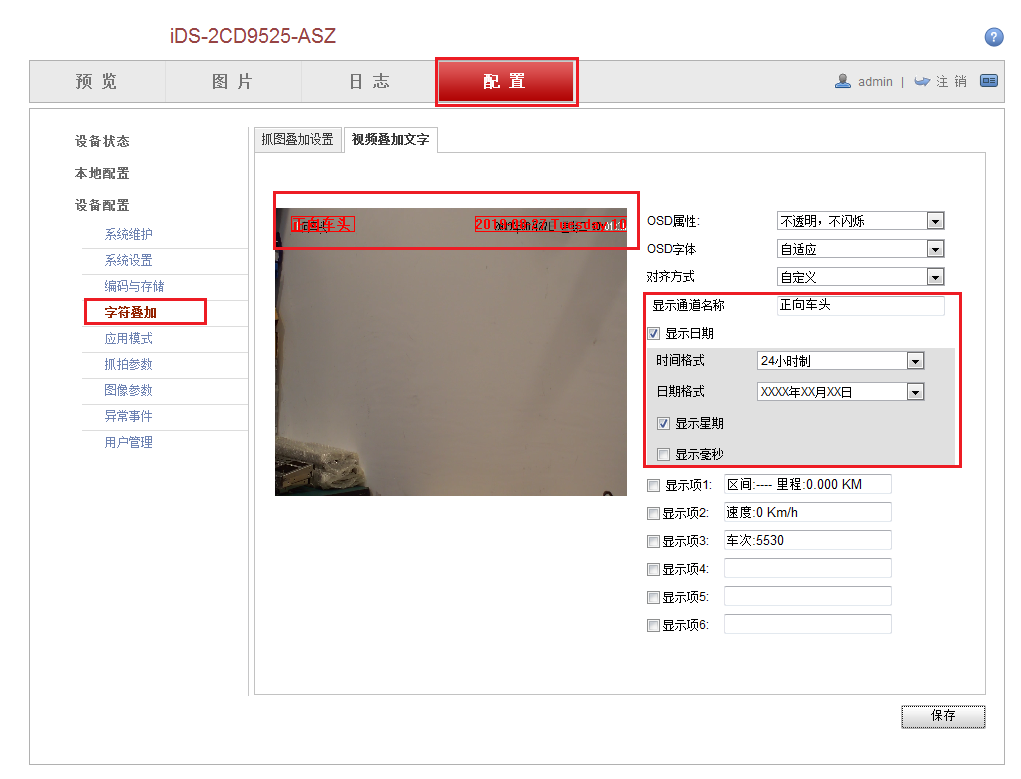 iDS-2CD9525-ASZ
预 览 图 片 日 志 配 置 admin | 注 销
设备状态
本地配置
设备配置
系统维护
系统设置
编码与存储
字符叠加
应用模式
抓拍参数
图像参数
异常事件
用户管理
抓图叠加设置 视频叠加文字
正向车头
Tuesday 10
OSD属性: 不透明，不闪烁
OSD字体 自适应
对齐方式 自定义
显示通道名称 正向车头
显示日期
时间格式 24小时制
日期格式 XXXX年XX月XX日
显示星期
显示毫秒
显示项1: 区间:---- 里程:0.000 KM
显示项2: 速度:0 Km/h
显示项3: 车次:5530
显示项4:
显示项5:
显示项6:
保存